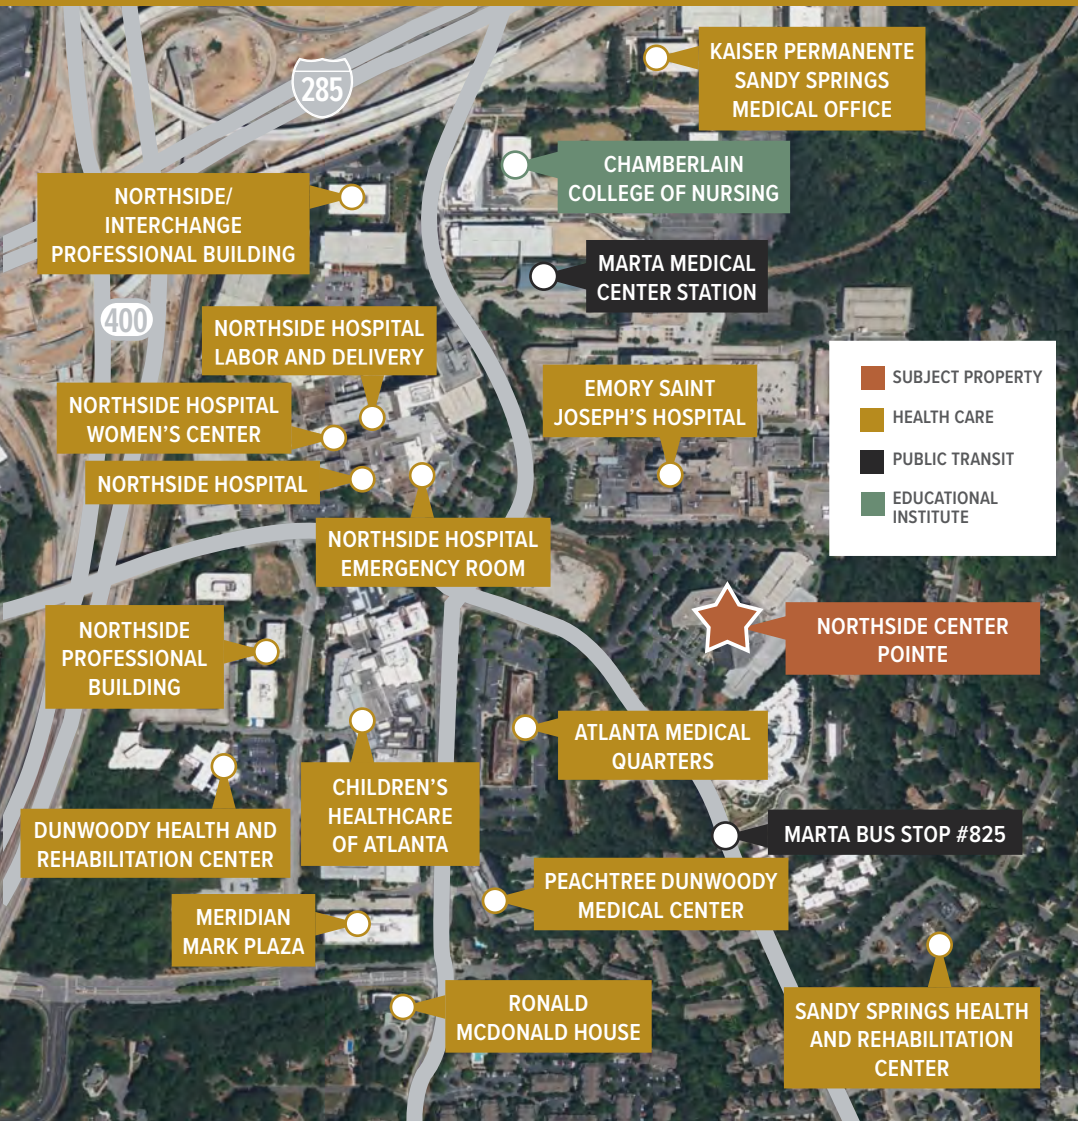 KAISER PERMANENTE
SANDY SPRINGS
MEDICAL OFFICE
285
CHAMBERLAIN
COLLEGE OF NURSING
NORTHSIDE/
INTERCHANGE
PROFESSIONAL BUILDING
MARTA MEDICAL
CENTER STATION
400
NORTHSIDE HOSPITAL
LABOR AND DELIVERY
NORTHSIDE HOSPITAL
WOMEN'S CENTER
EMORY SAINT
JOSEPH'S HOSPITAL
SUBJECT PROPERTY
HEALTH CARE
PUBLIC TRANSIT
EDUCATIONAL
INSTITUTE
NORTHSIDE HOSPITAL
NORTHSIDE HOSPITAL
EMERGENCY ROOM
NORTHSIDE
PROFESSIONAL
BUILDING
NORTHSIDE CENTER
POINTE
ATLANTA MEDICAL
QUARTERS
CHILDREN'S
HEALTHCARE
OF ATLANTA
DUNWOODY HEALTH AND
REHABILITATION CENTER
MARTA BUS STOP #825
PEACHTREE DUNWOODY
MEDICAL CENTER
MERIDIAN
MARK PLAZA
RONALD
MCDONALD HOUSE
SANDY SPRINGS HEALTH
AND REHABILITATION
CENTER